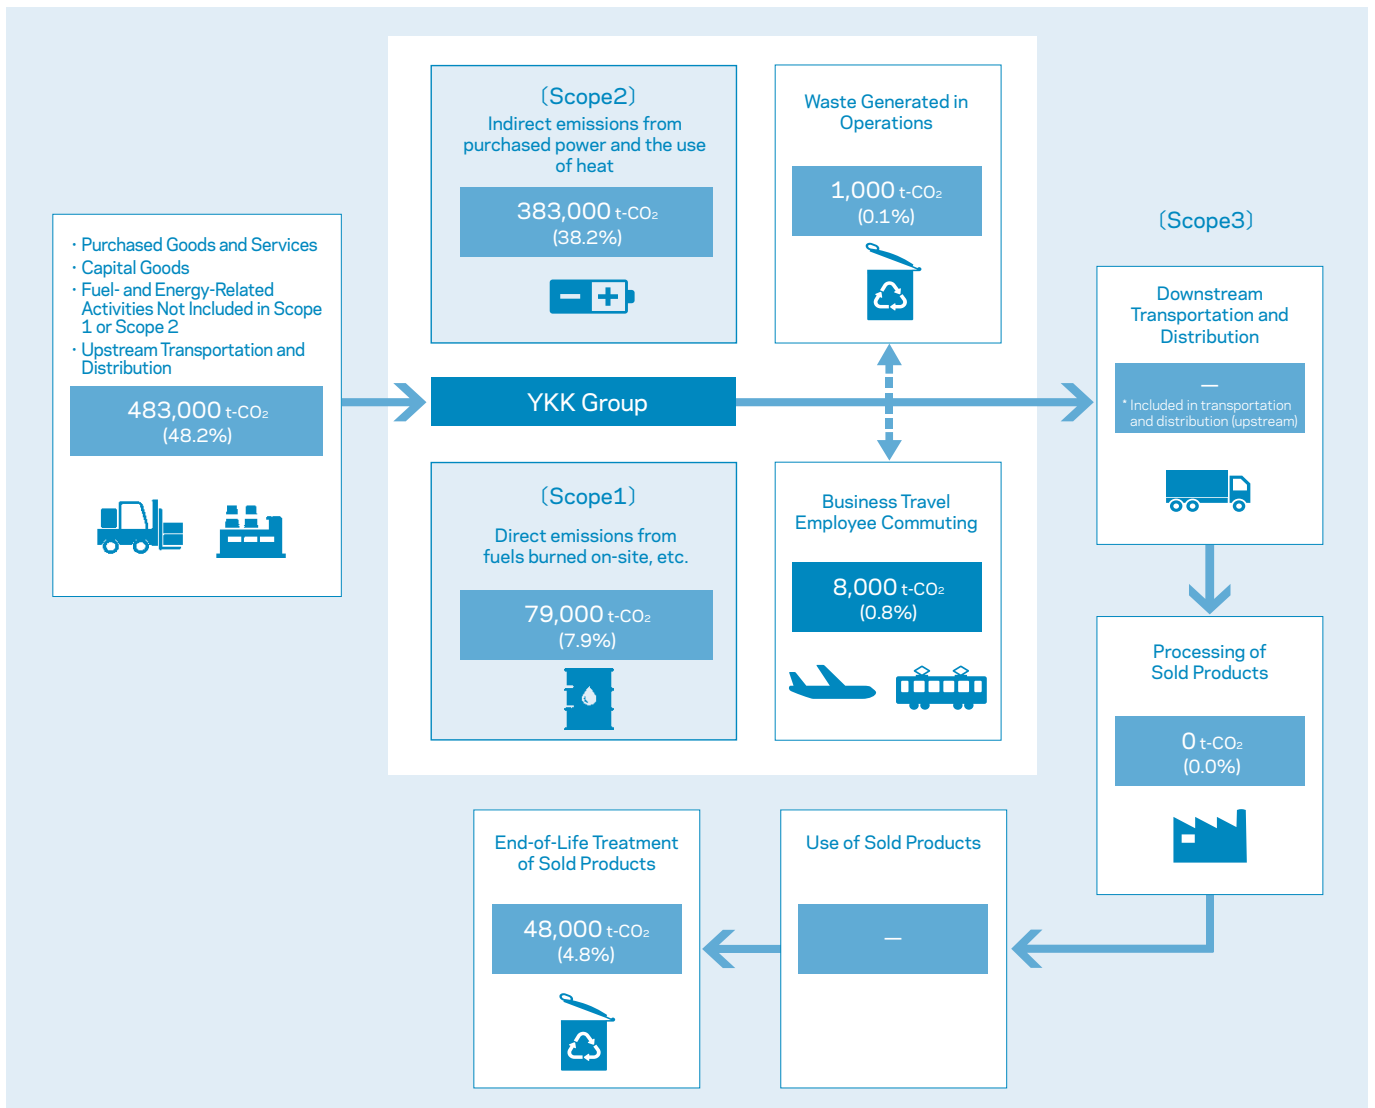 ・Purchased Goods and Services
・Capital Goods
・Fuel- and Energy-Related
Activities Not Included in Scope
1 or Scope 2
・Upstream Transportation and
Distribution
483,000 t-CO₂
(48.2%)
〔Scope2〕
Indirect emissions from
purchased power and the use
of heat
383,000 t-CO₂
(38.2%)
YKK Group
〔Scope1〕
Direct emissions from
fuels burned on-site, etc.
79,000 t-CO₂
(7.9%)
Waste Generated in
Operations
1,000 t-CO₂
(0.1%)
Business Travel
Employee Commuting
8,000 t-CO₂
(0.8%)
〔Scope3〕
Downstream
Transportation and
Distribution
—
* Included in transportation
and distribution (upstream)
Processing of
Sold Products
0 t-CO₂
(0.0%)
Use of Sold Products
—
End-of-Life Treatment
of Sold Products
48,000 t-CO₂
(4.8%)